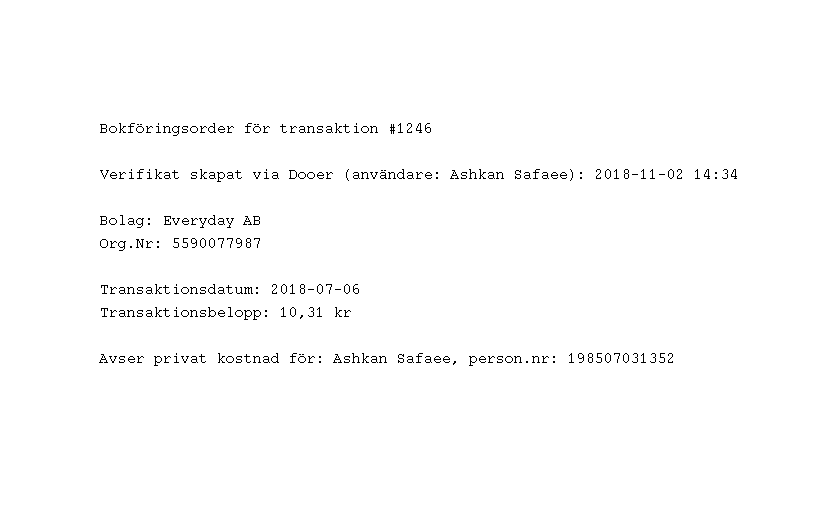 Bokföringsorder för transaktion #1246
Verifikat skapat via Dooer (användare: Ashkan Safaee): 2018-11-02 14:34
Bolag: Everyday AB
Org.Nr: 5590077987
Transaktionsdatum: 2018-07-06
Transaktionsbelopp: 10,31 kr
Avser privat kostnad för: Ashkan Safaee, person.nr: 198507031352